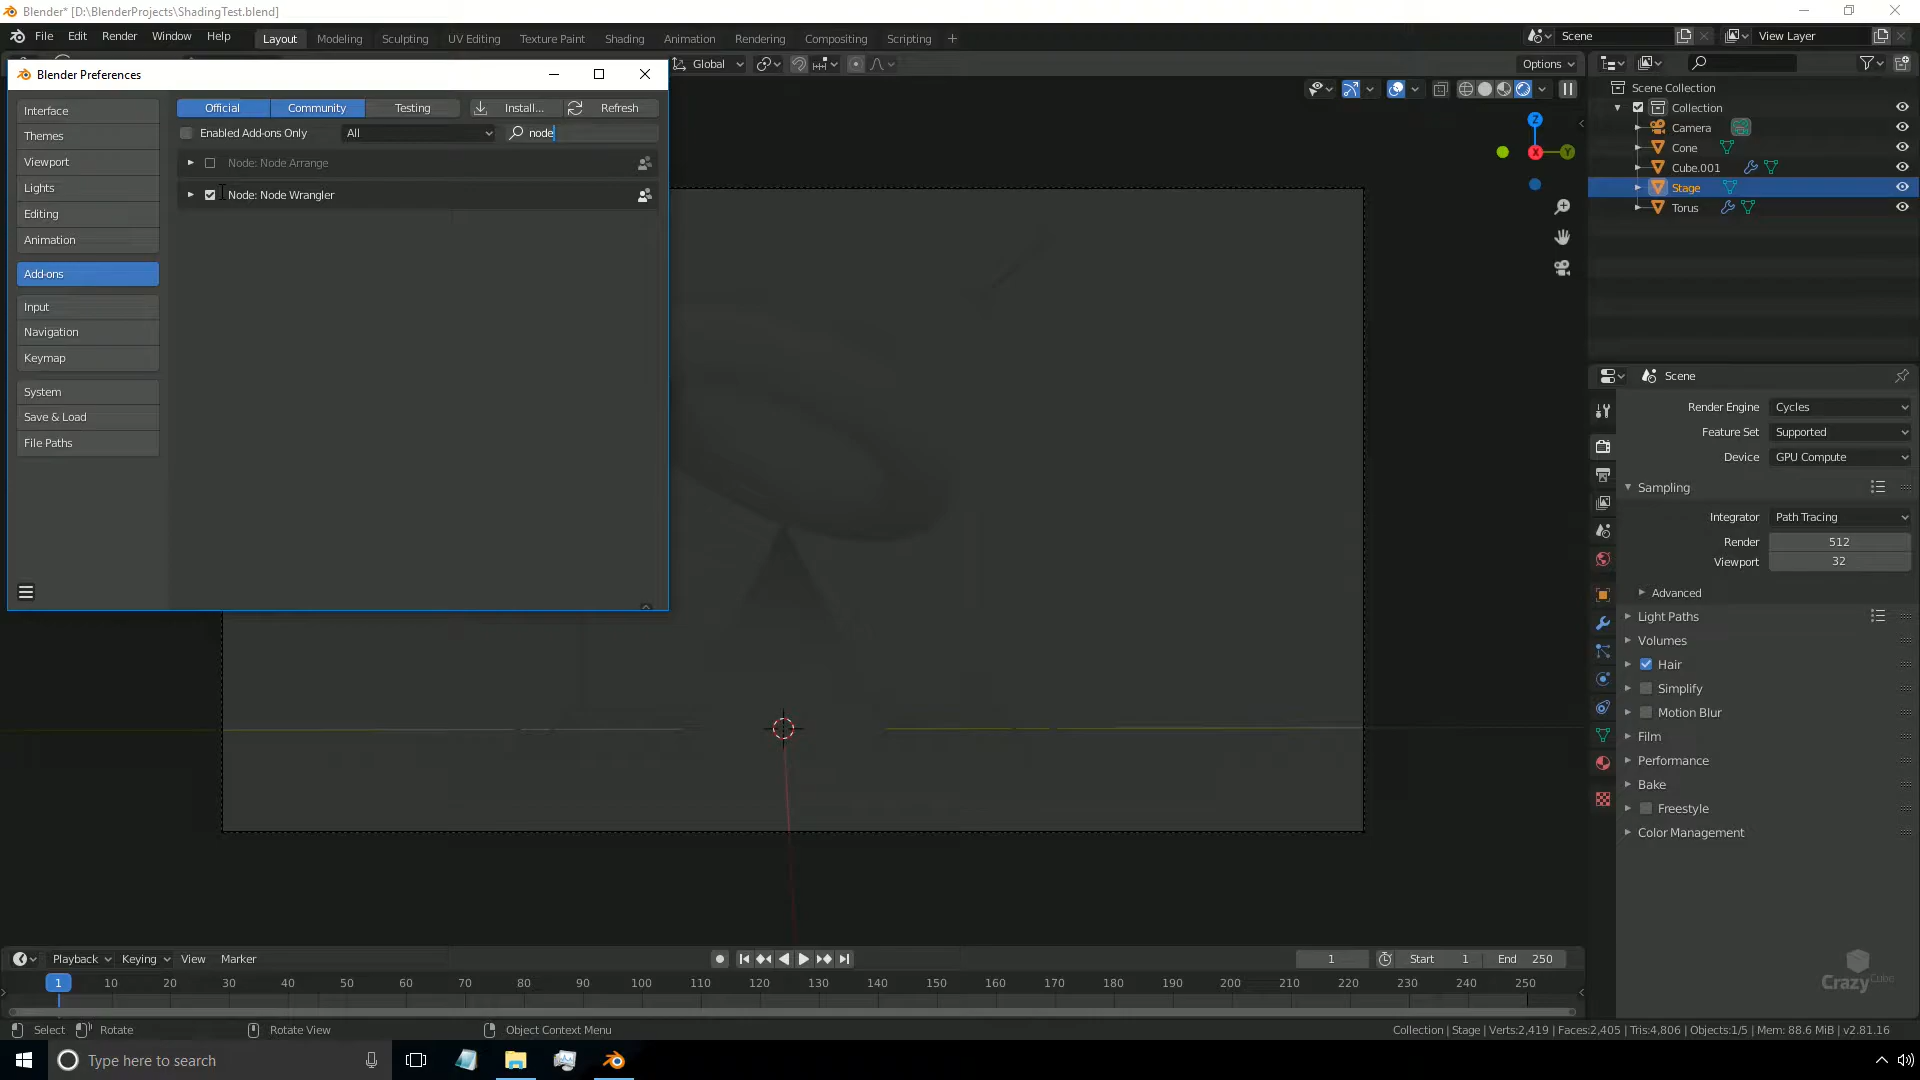 Blender* [D:\BlenderProjects\ShadingTest.blend]
File Edit Render Window Help Layout Modeling Sculpting UV Editing Texture Paint Shading Animation Rendering Compositing Scripting + Scene View Layer
Global Options
Blender Preferences
Interface
Themes
Viewport
Lights
Editing
Animation
Add-ons
Input
Navigation
Keymap
System
Save & Load
File Paths
Official Community Testing Install... Refresh
Enabled Add-ons Only All node
Node: Node Arrange
Node: Node Wrangler
Z
X
Y
Scene Collection
Collection
Camera
Cone
Cube.001
Stage
Torus
Scene
Render Engine Cycles
Feature Set Supported
Device GPU Compute
Sampling
Integrator Path Tracing
Render 512
Viewport 32
Advanced
Light Paths
Volumes
Hair
Simplify
Motion Blur
Film
Performance
Bake
Freestyle
Color Management
CrazyCube
Playback Keying View Marker 1 Start 1 End 250
1 10 20 30 40 50 60 70 80 90 100 110 120 130 140 150 160 170 180 190 200 210 220 230 240 250
Select Rotate Rotate View Object Context Menu Collection | Stage | Verts:2,419 | Faces:2,405 | Tris:4,806 | Objects:1/5 | Mem: 88.6 MiB | v2.81.16
Type here to search